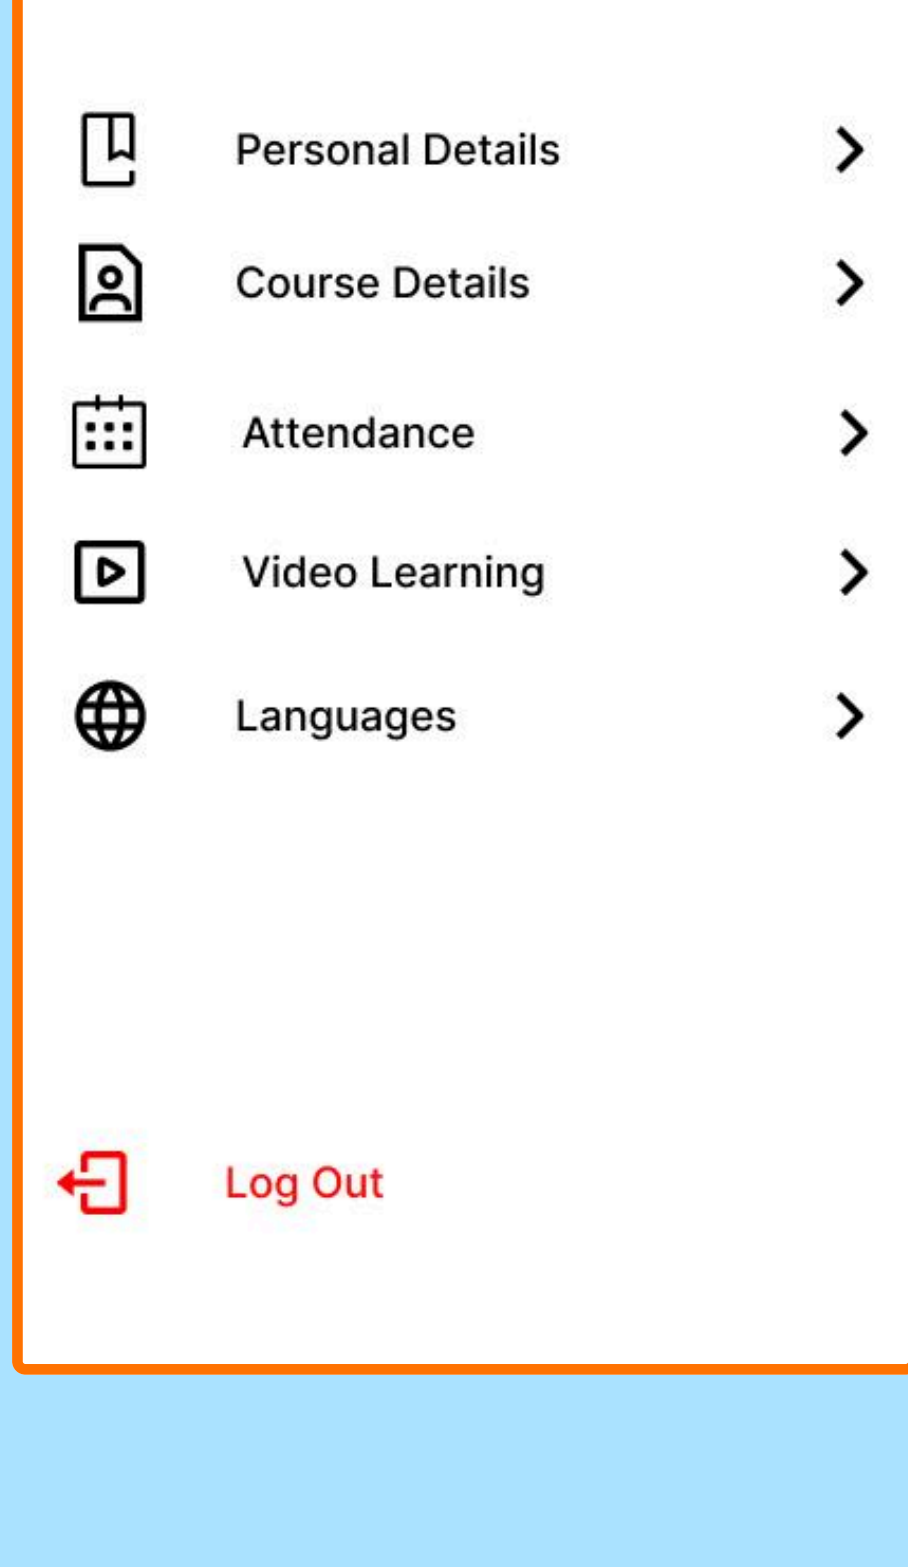 Personal Details
Course Details
Attendance
Video Learning
Languages
Log Out